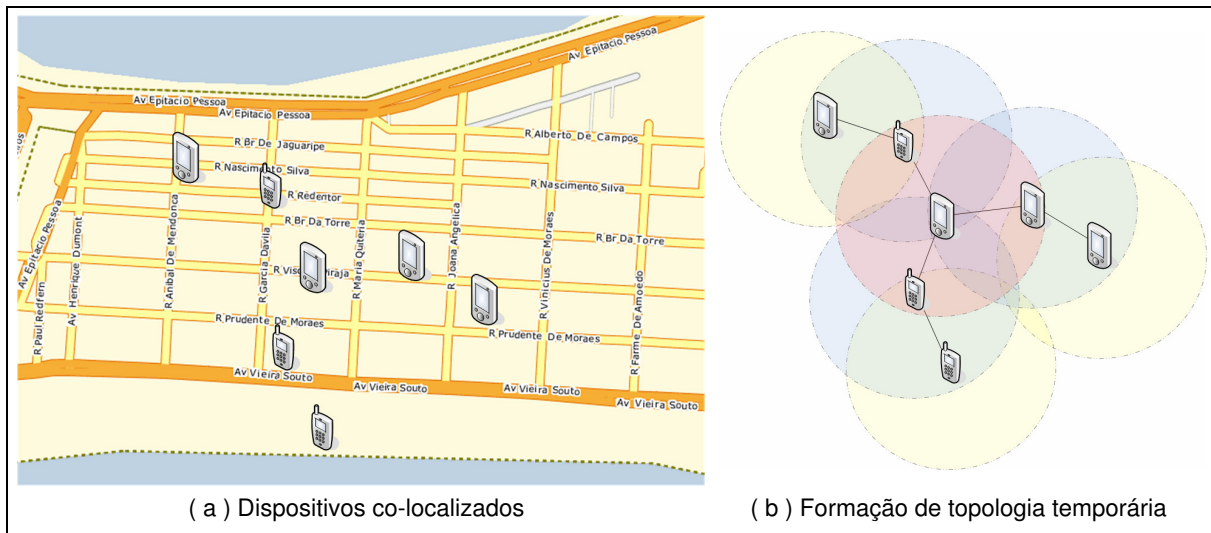 Av Epitacio Pessoa
Av Epitacio Pessoa
Av Epitacio Pessoa
R Alberto De Campos
R Br De Jaguaripe
R Nascimento Silva
R Nascimento Silva
R Redentor
R Br Da Torre
R Br Da Torre
Av Epitacio Pessoa
R Paul Redfern
Av Henrique Dumont
R Anibal De Mendonca
R Garcia Davila
R Maria Quiteria
R Joana Angelica
R Vinicius De Moraes
R Farme De Amoedo
R Prudente De Moraes
R Prudente De Moraes
Av Vieira Souto
Av Vieira Souto
Av Vieira Souto
Av Vieira Souto
( a ) Dispositivos co-localizados
( b ) Formação de topologia temporária